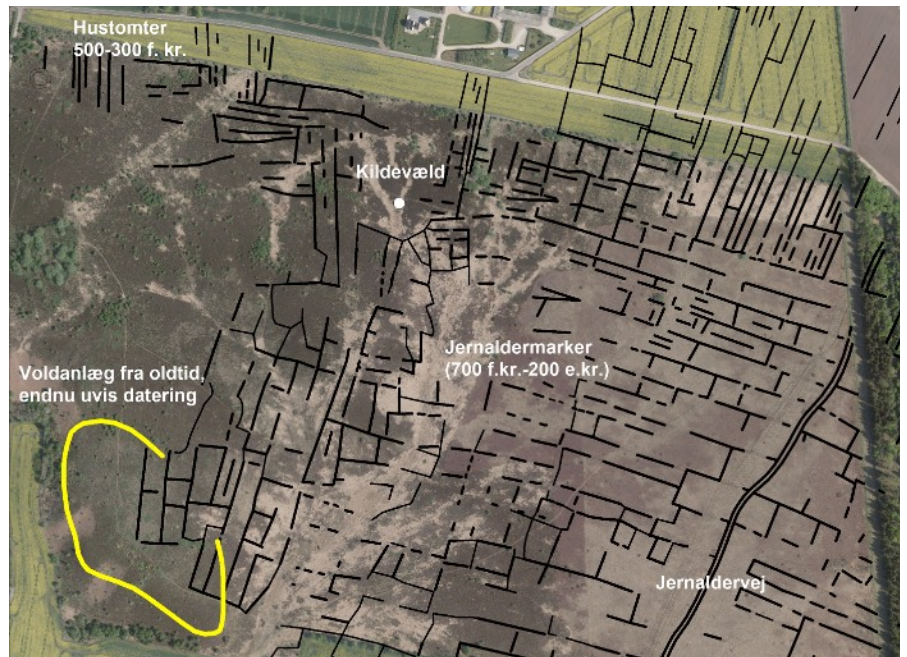 Hustomter
500-300 f. kr.
Kildevæld
Jernaldermarker
(700 f.kr.-200 e.kr.)
Voldanlæg fra oldtid,
endnu uvis datering
Jernaldervej